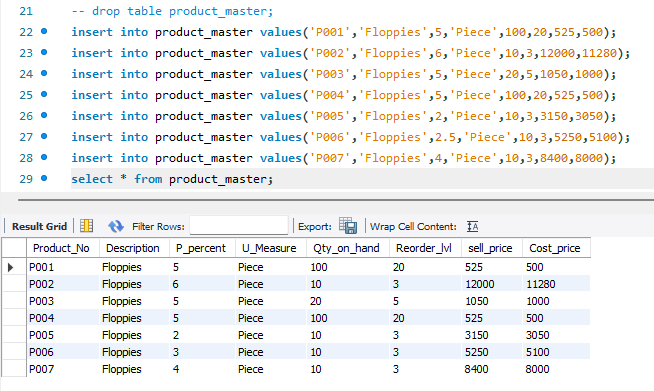 21 -- drop table product_master;
22 insert into product_master values('P001','Floppies',5,'Piece',100,20,525,500);
23 insert into product_master values('P002','Floppies',6,'Piece',10,3,12000,11280);
24 insert into product_master values('P003','Floppies',5,'Piece',20,5,1050,1000);
25 insert into product_master values('P004','Floppies',5,'Piece',100,20,525,500);
26 insert into product_master values('P005','Floppies',2,'Piece',10,3,3150,3050);
27 insert into product_master values('P006','Floppies',2.5,'Piece',10,3,5250,5100);
28 insert into product_master values('P007','Floppies',4,'Piece',10,3,8400,8000);
29 select * from product_master;
Result Grid Filter Rows: Export: Wrap Cell Content:
Product_No Description P_percent U_Measure Qty_on_hand Reorder_lvl sell_price Cost_price
P001 Floppies 5 Piece 100 20 525 500
P002 Floppies 6 Piece 10 3 12000 11280
P003 Floppies 5 Piece 20 5 1050 1000
P004 Floppies 5 Piece 100 20 525 500
P005 Floppies 2 Piece 10 3 3150 3050
P006 Floppies 3 Piece 10 3 5250 5100
P007 Floppies 4 Piece 10 3 8400 8000